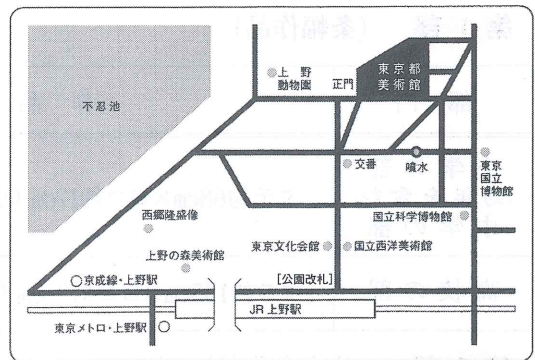 不忍池
上野
動物園
正門
東京都
美術館
交番
噴水
東京
国立
博物館
西郷隆盛像
国立科学博物館
上野の森美術館
東京文化会館
国立西洋美術館
京成線・上野駅
[公園改札]
JR 上野駅
東京メトロ・上野駅